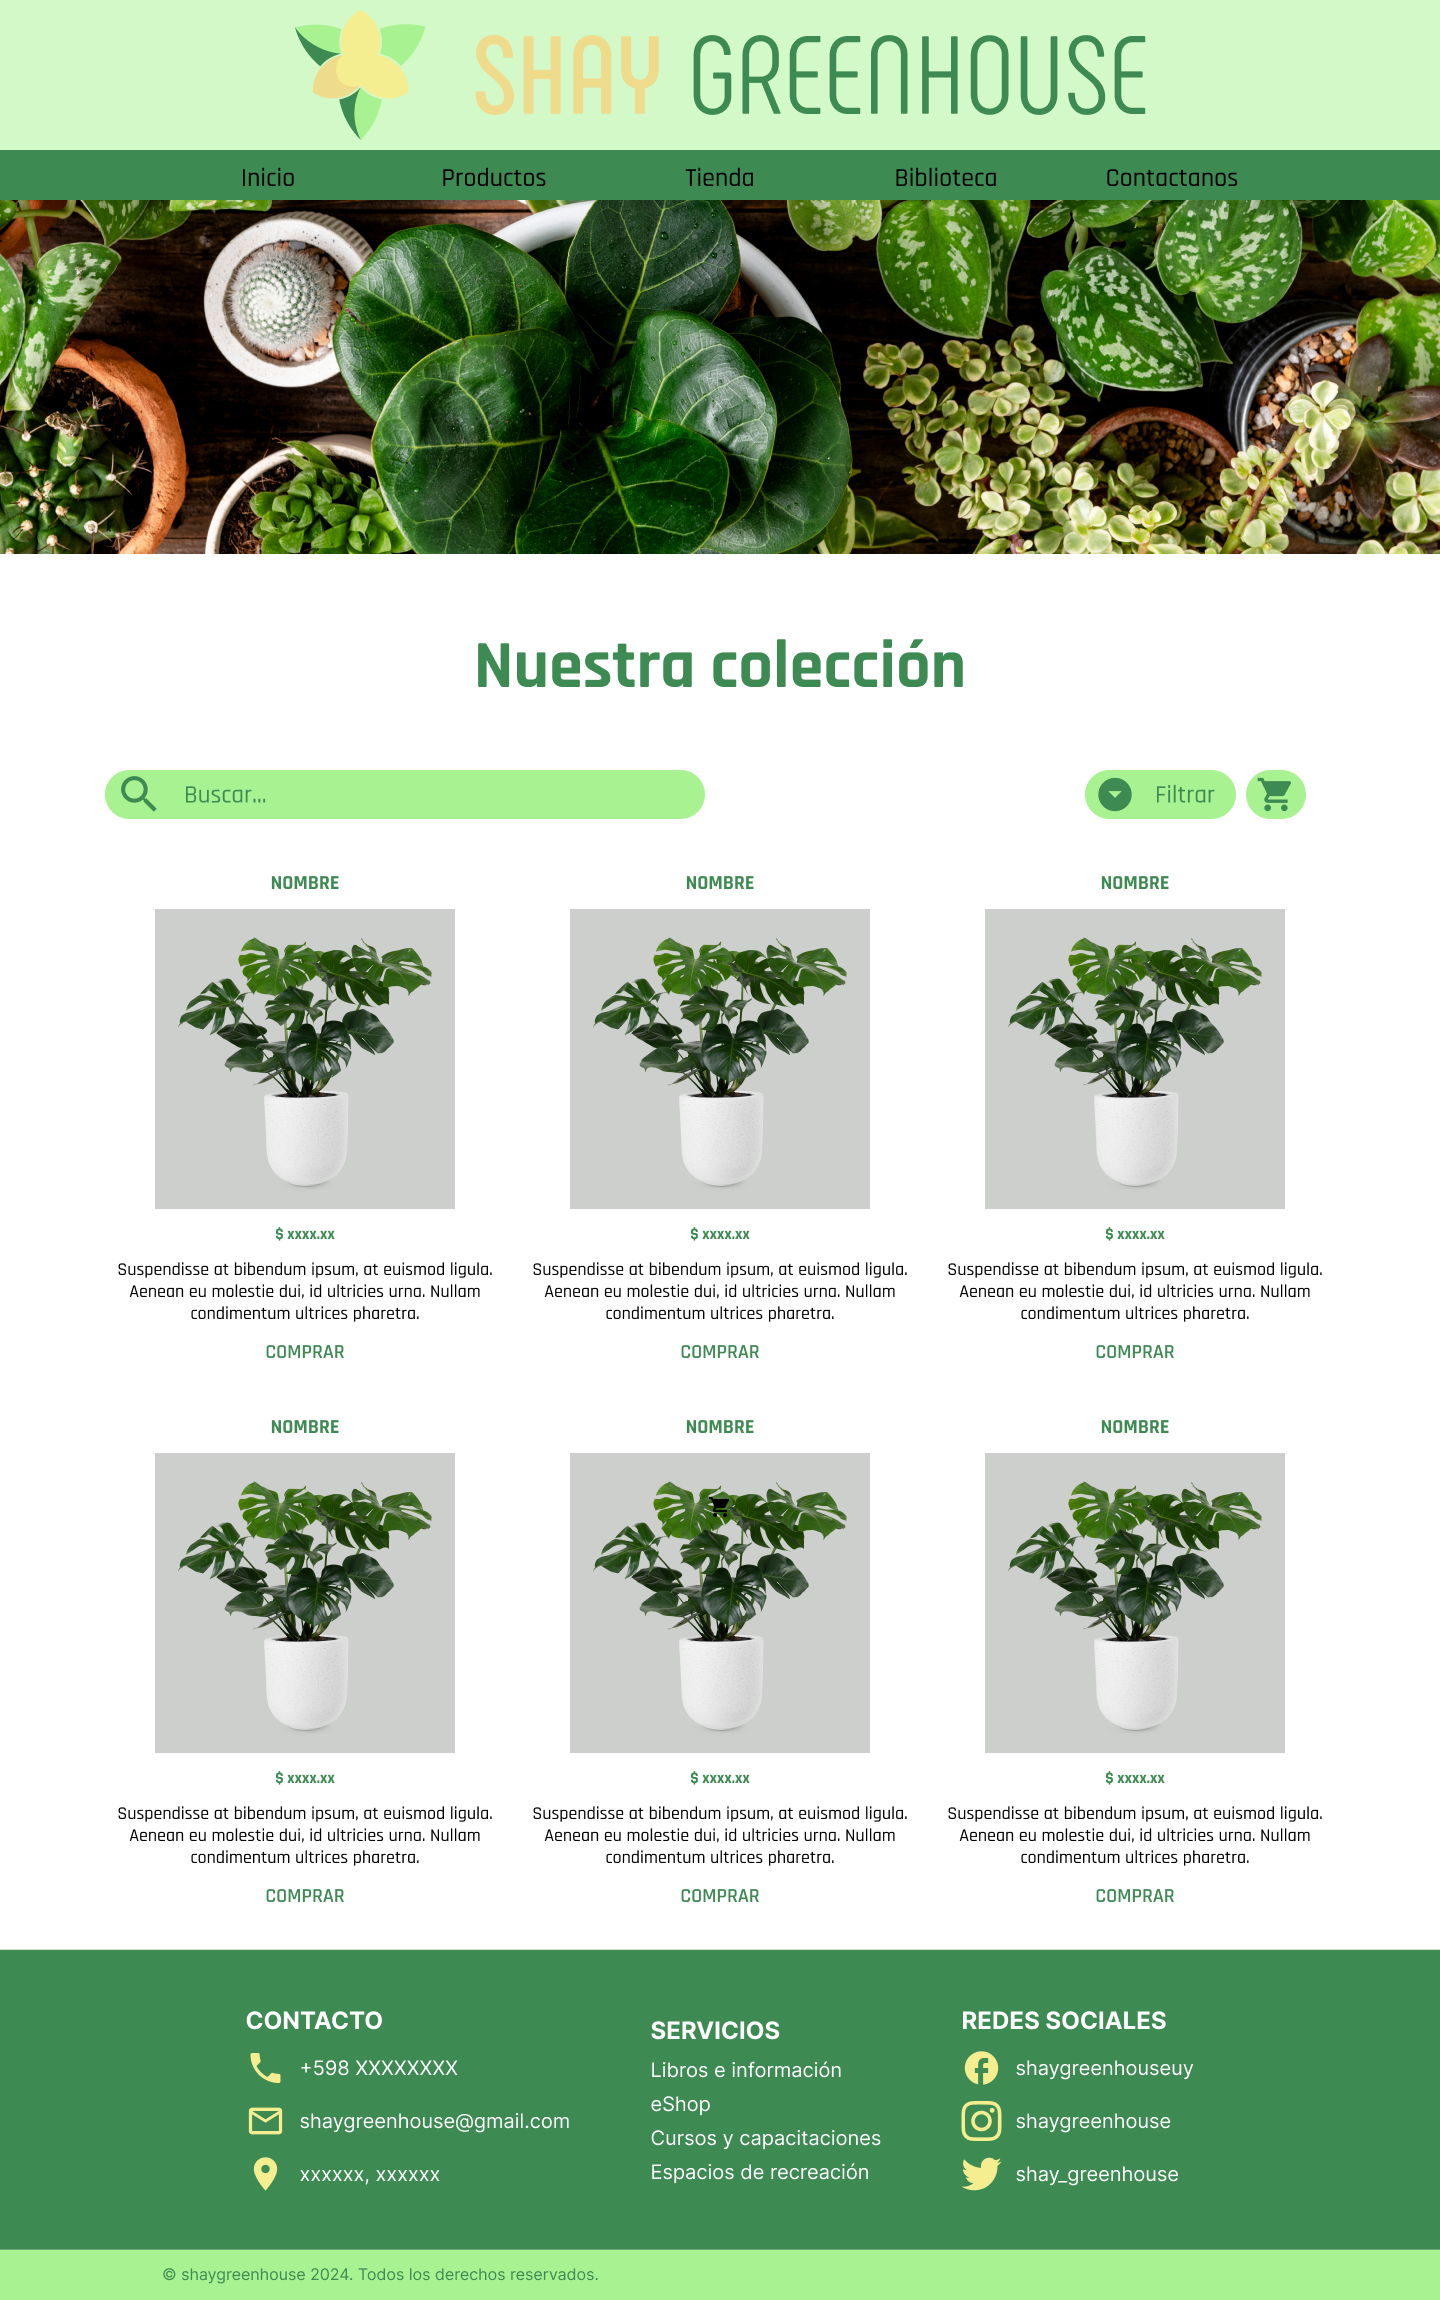 SHAY GREENHOUSE
Inicio Productos Tienda Biblioteca Contactanos
Nuestra colección
Buscar... Filtrar
NOMBRE NOMBRE NOMBRE
$ xxxx.xx $ xxxx.xx $ xxxx.xx
Suspendisse at bibendum ipsum, at euismod ligula.
Aenean eu molestie dui, id ultricies urna. Nullam
condimentum ultrices pharetra.
COMPRAR
Suspendisse at bibendum ipsum, at euismod ligula.
Aenean eu molestie dui, id ultricies urna. Nullam
condimentum ultrices pharetra.
COMPRAR
Suspendisse at bibendum ipsum, at euismod ligula.
Aenean eu molestie dui, id ultricies urna. Nullam
condimentum ultrices pharetra.
COMPRAR
NOMBRE NOMBRE NOMBRE
$ xxxx.xx $ xxxx.xx $ xxxx.xx
Suspendisse at bibendum ipsum, at euismod ligula.
Aenean eu molestie dui, id ultricies urna. Nullam
condimentum ultrices pharetra.
COMPRAR
Suspendisse at bibendum ipsum, at euismod ligula.
Aenean eu molestie dui, id ultricies urna. Nullam
condimentum ultrices pharetra.
COMPRAR
Suspendisse at bibendum ipsum, at euismod ligula.
Aenean eu molestie dui, id ultricies urna. Nullam
condimentum ultrices pharetra.
COMPRAR
CONTACTO
+598 XXXXXXXX
shaygreenhouse@gmail.com
xxxxxx, xxxxxx
SERVICIOS
Libros e información
eShop
Cursos y capacitaciones
Espacios de recreación
REDES SOCIALES
shaygreenhouseuy
shaygreenhouse
shay_greenhouse
© shaygreenhouse 2024. Todos los derechos reservados.